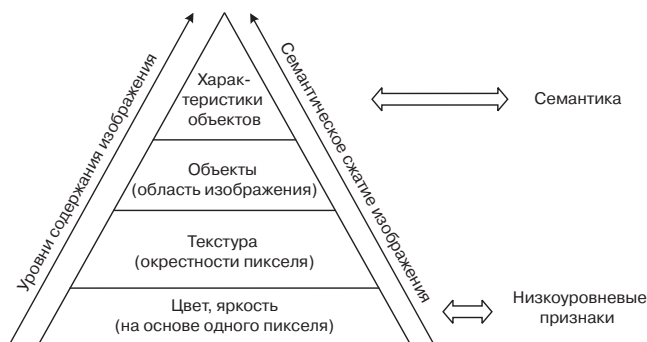 Уровни содержания изображения
Семантическое сжатие изображения
Харак-
теристики
объектов
Семантика
Объекты
(область изображения)
Текстура
(окрестности пикселя)
Цвет, яркость
(на основе одного пикселя)
Низкоуровневые
признаки